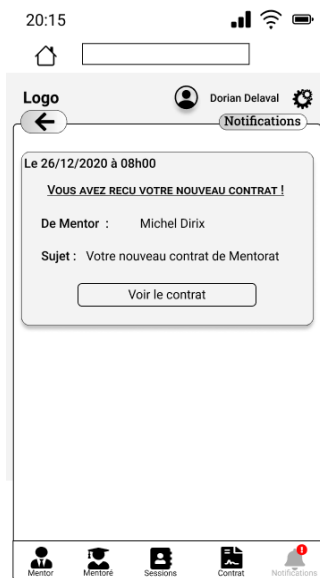 20:15
Logo
Dorian Delaval
Notifications
Le 26/12/2020 à 08h00
VOUS AVEZ RECU VOTRE NOUVEAU CONTRAT !
De Mentor : Michel Dirix
Sujet : Votre nouveau contrat de Mentorat
Voir le contrat
Mentor Mentoré Sessions Contrat Notifications